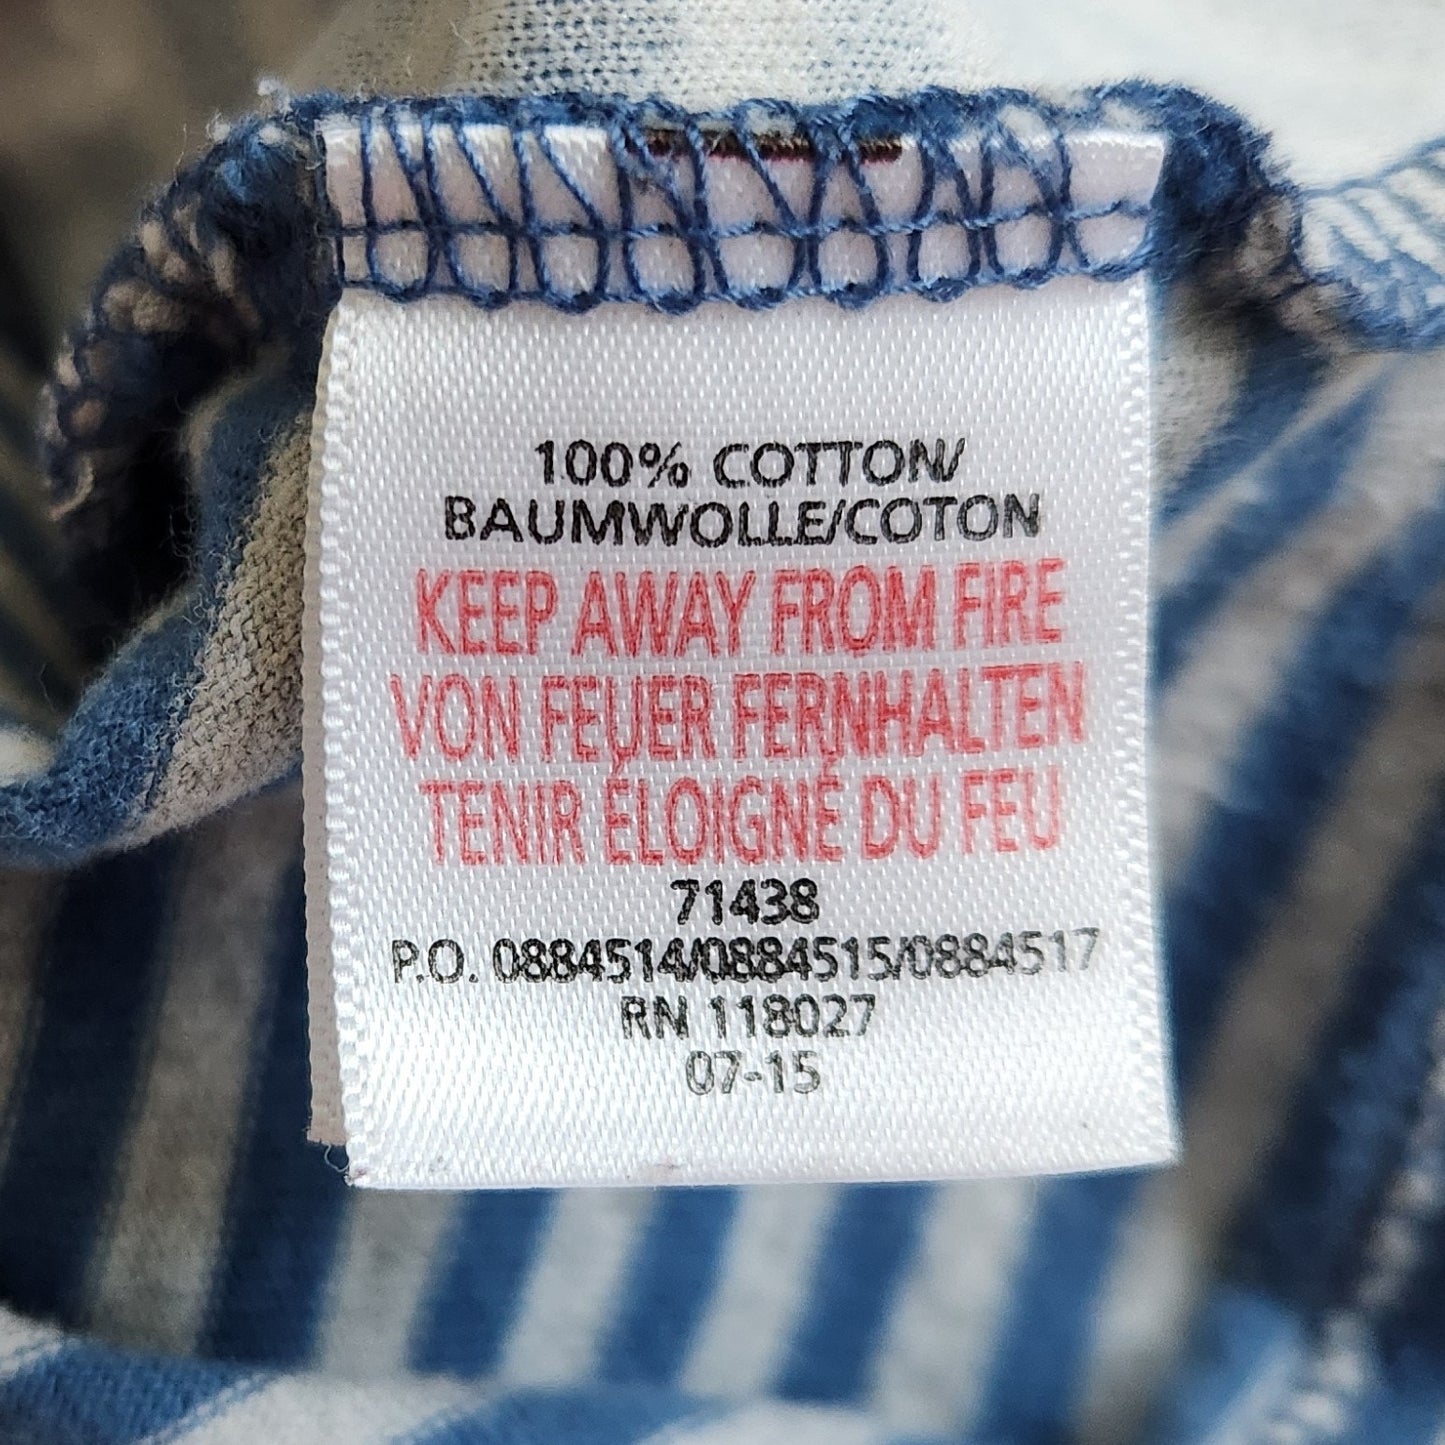 100% COTTON/
BAUMWOLLE/COTON
KEEP AWAY FROM FIRE
VON FEUER FERNHALTEN
TENIR ÉLOIGNÉ DU FEU
71438
P.O. 0884514/0884515/0884517
RN 118027
07-15